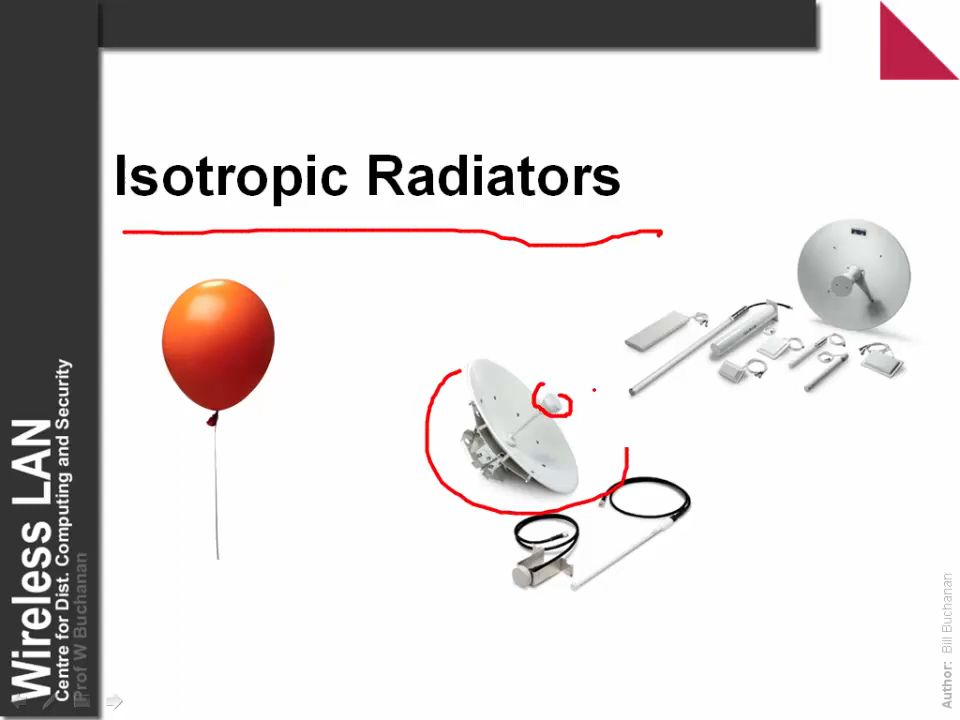 Isotropic Radiators
Wireless LAN
Centre for Dist. Computing and Security
Prof W Buchanan
Author: Bill Buchanan